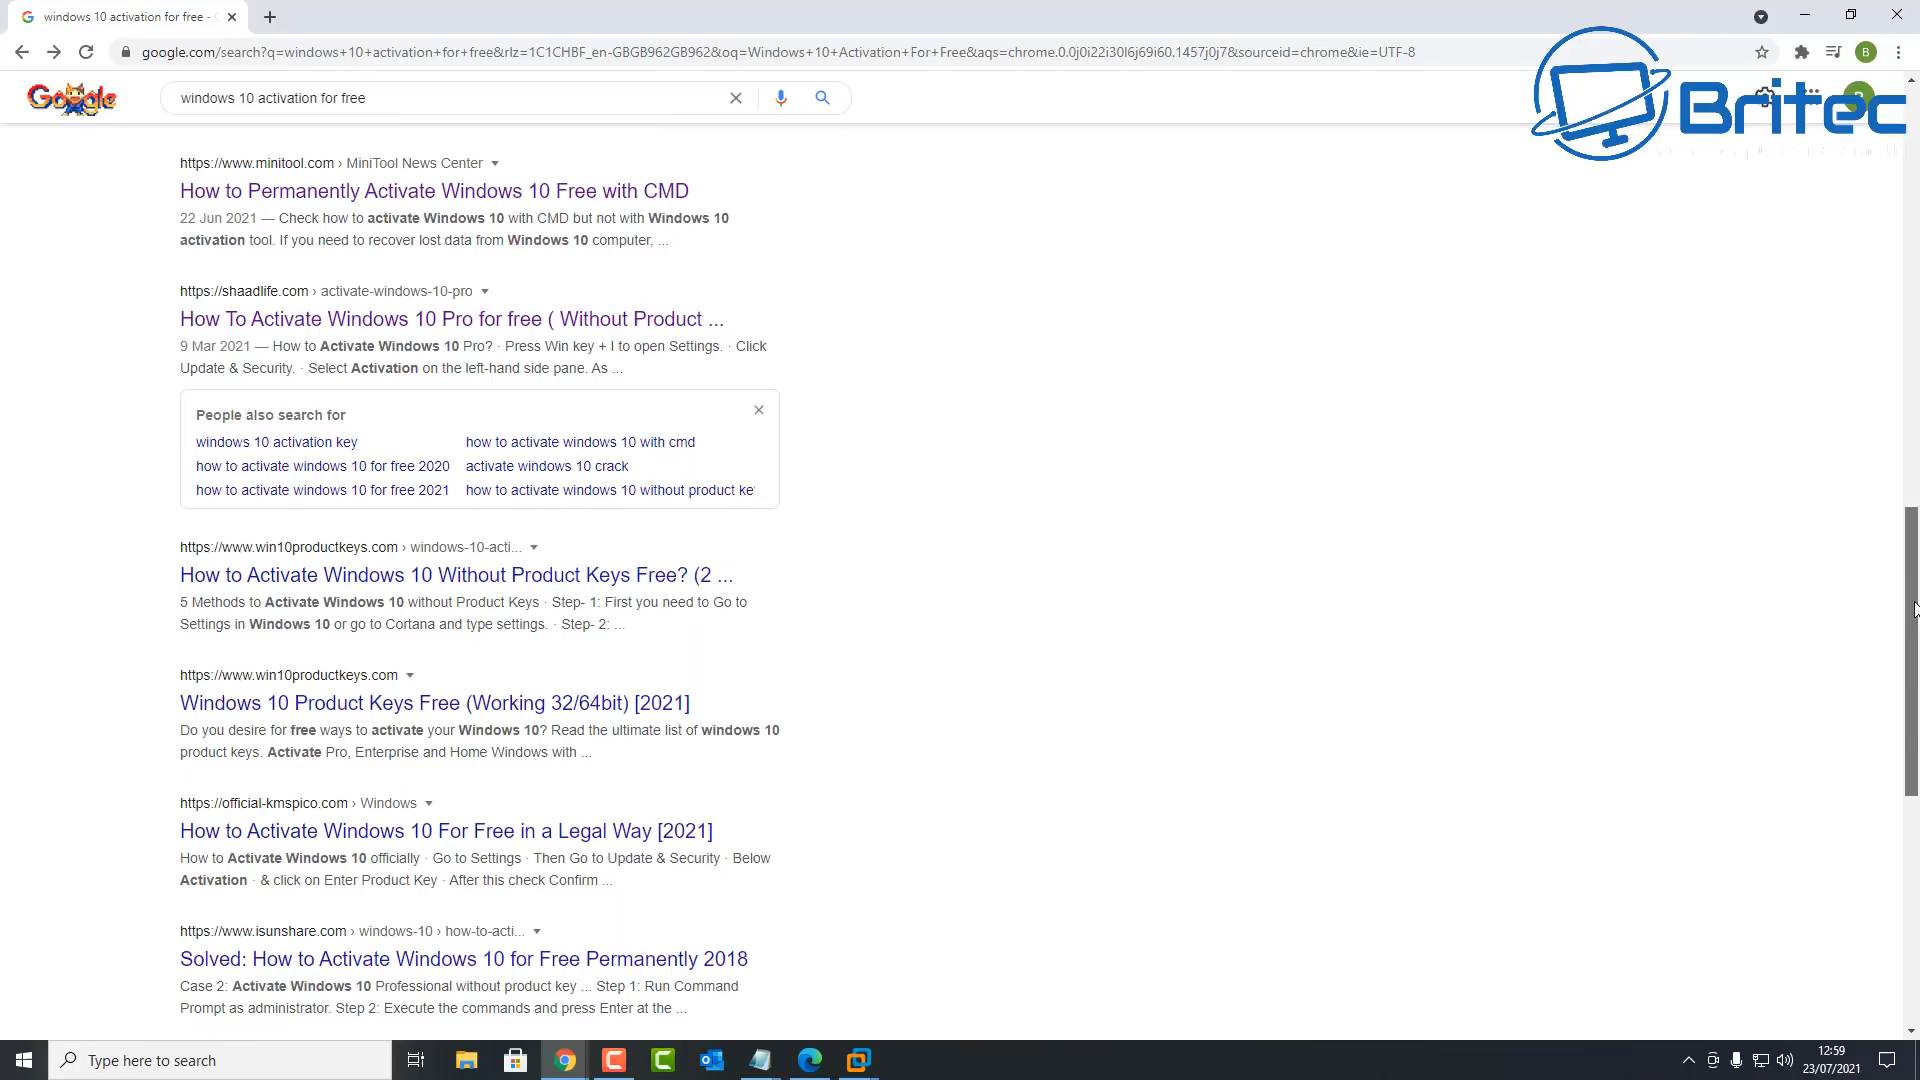 windows 10 activation for free -
google.com/search?q=windows+10+activation+for+free&rlz=1C1CHBF_en-GBGB962GB962&oq=Windows+10+Activation+For+Free&aqs=chrome.0.0j0i22i30l6j69i60.1457j0j7&sourceid=chrome&ie=UTF-8
B
Google
windows 10 activation for free
Britec
https://www.minitool.com › MiniTool News Center
How to Permanently Activate Windows 10 Free with CMD
22 Jun 2021 — Check how to activate Windows 10 with CMD but not with Windows 10
activation tool. If you need to recover lost data from Windows 10 computer, ...
https://shaadlife.com › activate-windows-10-pro
How To Activate Windows 10 Pro for free ( Without Product ...
9 Mar 2021 — How to Activate Windows 10 Pro? · Press Win key + I to open Settings. · Click
Update & Security. · Select Activation on the left-hand side pane. As ...
People also search for
windows 10 activation key
how to activate windows 10 with cmd
how to activate windows 10 for free 2020
activate windows 10 crack
how to activate windows 10 for free 2021
how to activate windows 10 without product ke
https://www.win10productkeys.com › windows-10-acti...
How to Activate Windows 10 Without Product Keys Free? (2 ...
5 Methods to Activate Windows 10 without Product Keys · Step- 1: First you need to Go to
Settings in Windows 10 or go to Cortana and type settings. · Step- 2: ...
https://www.win10productkeys.com
Windows 10 Product Keys Free (Working 32/64bit) [2021]
Do you desire for free ways to activate your Windows 10? Read the ultimate list of windows 10
product keys. Activate Pro, Enterprise and Home Windows with ...
https://official-kmspico.com › Windows
How to Activate Windows 10 For Free in a Legal Way [2021]
How to Activate Windows 10 officially · Go to Settings · Then Go to Update & Security · Below
Activation · & click on Enter Product Key · After this check Confirm ...
https://www.isunshare.com › windows-10 › how-to-acti...
Solved: How to Activate Windows 10 for Free Permanently 2018
Case 2: Activate Windows 10 Professional without product key ... Step 1: Run Command
Prompt as administrator. Step 2: Execute the commands and press Enter at the ...
Type here to search
12:59
23/07/2021